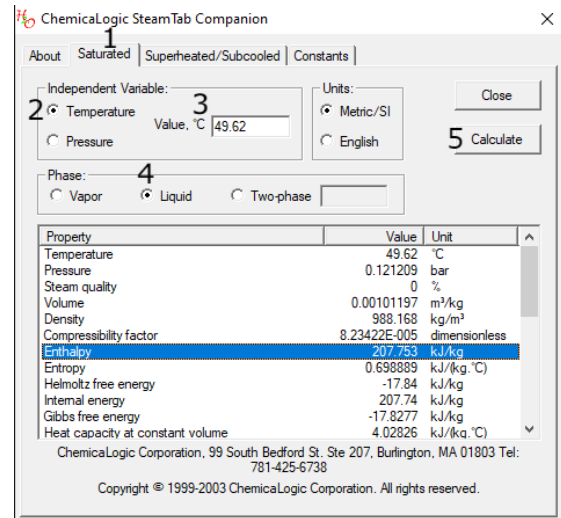 ChemicaLogic SteamTab Companion
1
About Saturated Superheated/Subcooled Constants
Independent Variable:
Units:
2 Temperature
3
Value, °C 49.62
Pressure
Metric/SI
English
Close
5 Calculate
Phase:
4
Vapor Liquid Two-phase
Property Value Unit
Temperature 49.62 °C
Pressure 0.121209 bar
Steam quality 0 %
Volume 0.00101197 m³/kg
Density 988.168 kg/m³
Compressibility factor 8.23422E-005 dimensionless
Enthalpy 207.753 kJ/kg
Entropy 0.698889 kJ/(kg.°C)
Helmoltz free energy -17.84 kJ/kg
Internal energy 207.74 kJ/kg
Gibbs free energy -17.8277 kJ/kg
Heat capacity at constant volume 4.02826 kJ/(kg.°C)
ChemicaLogic Corporation, 99 South Bedford St. Ste 207, Burlington, MA 01803 Tel:
781-425-6738
Copyright © 1999-2003 ChemicaLogic Corporation. All rights reserved.